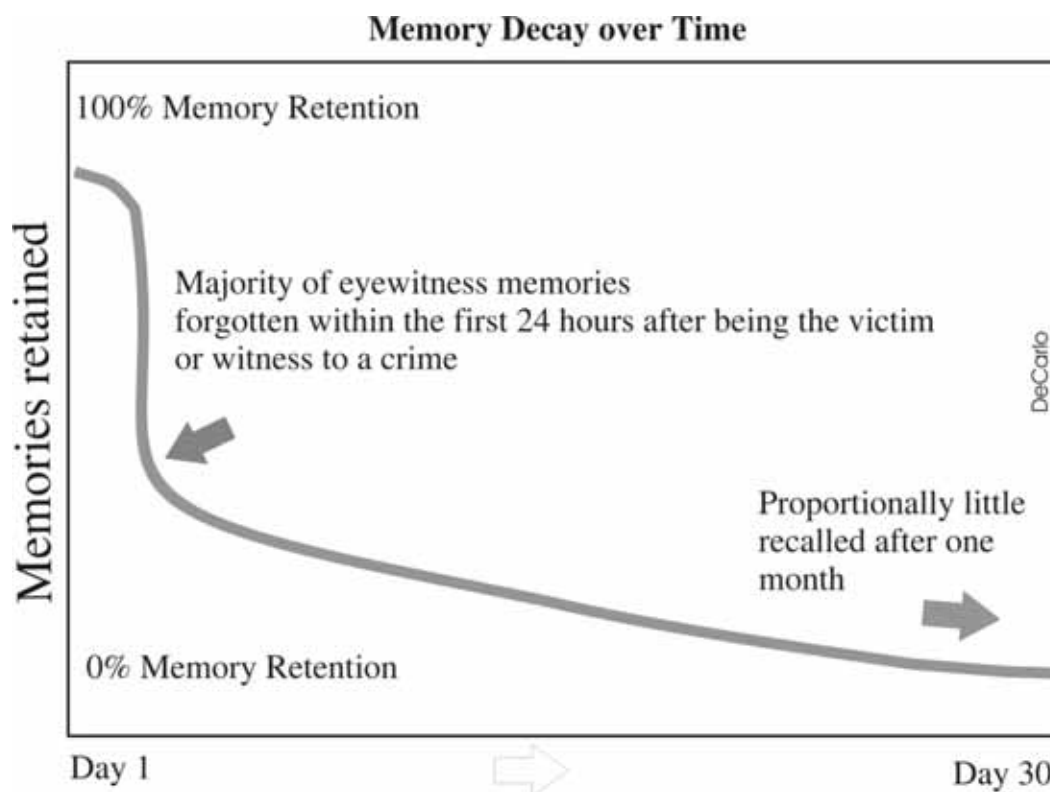 Memory Decay over Time
100% Memory Retention
Memories retained
Majority of eyewitness memories
forgotten within the first 24 hours after being the victim
or witness to a crime
DeCarlo
Proportionally little
recalled after one
month
0% Memory Retention
Day 1
Day 30